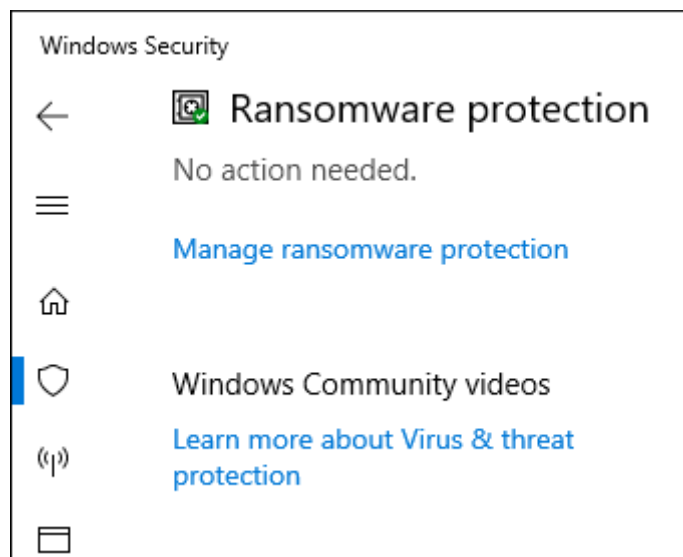 Windows Security
Ransomware protection
No action needed.
Manage ransomware protection
Windows Community videos
Learn more about Virus & threat
protection